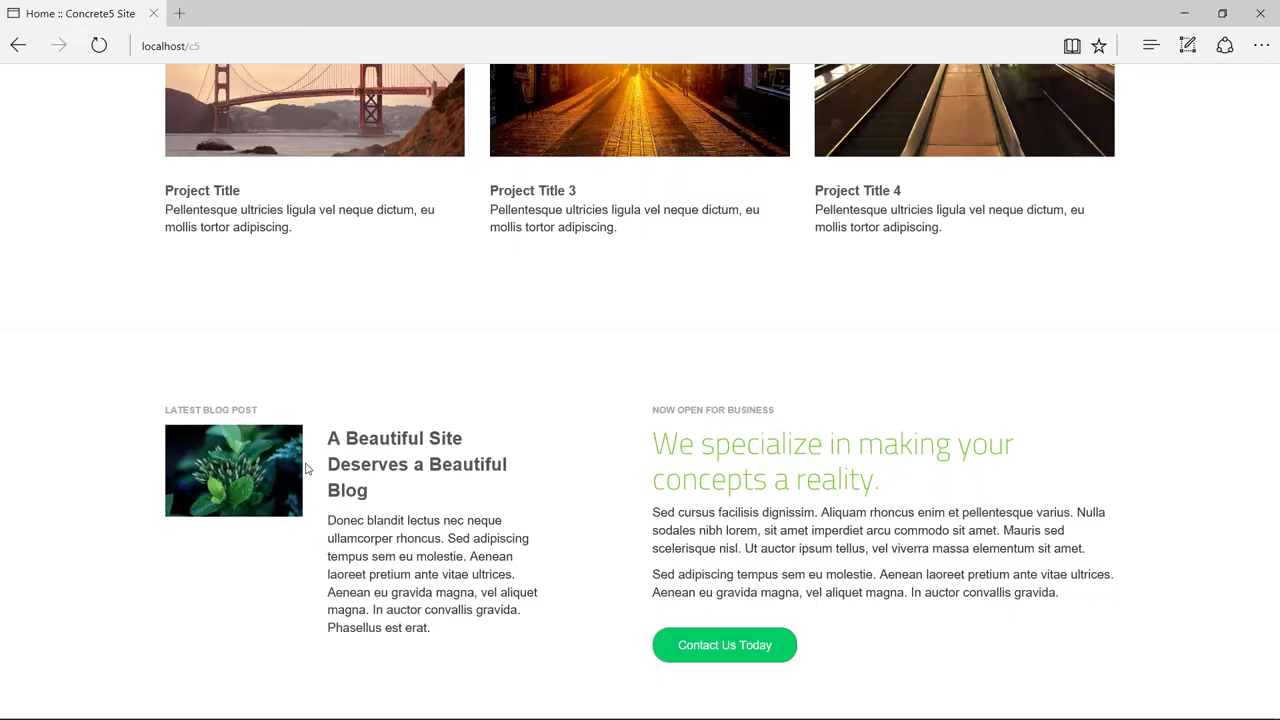 Home :: Concrete5 Site
localhost/c5
Project Title
Pellentesque ultricies ligula vel neque dictum, eu
mollis tortor adipiscing.
Project Title 3
Pellentesque ultricies ligula vel neque dictum, eu
mollis tortor adipiscing.
Project Title 4
Pellentesque ultricies ligula vel neque dictum, eu
mollis tortor adipiscing.
LATEST BLOG POST
A Beautiful Site
Deserves a Beautiful
Blog
Donec blandit lectus nec neque
ullamcorper rhoncus. Sed adipiscing
tempus sem eu molestie. Aenean
laoreet pretium ante vitae ultrices.
Aenean eu gravida magna, vel aliquet
magna. In auctor convallis gravida.
Phasellus est erat.
NOW OPEN FOR BUSINESS
We specialize in making your
concepts a reality.
Sed cursus facilisis dignissim. Aliquam rhoncus enim et pellentesque varius. Nulla
sodales nibh lorem, sit amet imperdiet arcu commodo sit amet. Mauris sed
scelerisque nisl. Ut auctor ipsum tellus, vel viverra massa elementum sit amet.
Sed adipiscing tempus sem eu molestie. Aenean laoreet pretium ante vitae ultrices.
Aenean eu gravida magna, vel aliquet magna. In auctor convallis gravida.
Contact Us Today